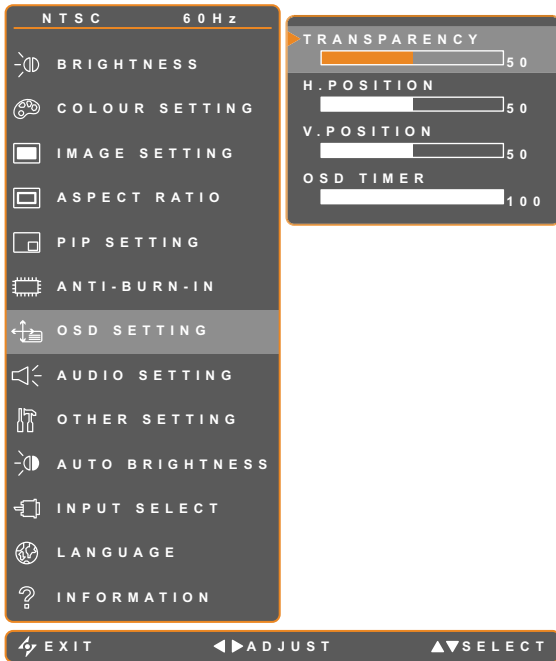 NTSC 60Hz
BRIGHTNESS
COLOUR SETTING
IMAGE SETTING
ASPECT RATIO
PIP SETTING
ANTI-BURN-IN
OSD SETTING
AUDIO SETTING
OTHER SETTING
AUTO BRIGHTNESS
INPUT SELECT
LANGUAGE
INFORMATION
TRANSPARENCY
50
H.POSITION
50
V.POSITION
50
OSD TIMER
100
EXIT ◀▶ADJUST ▲▼SELECT